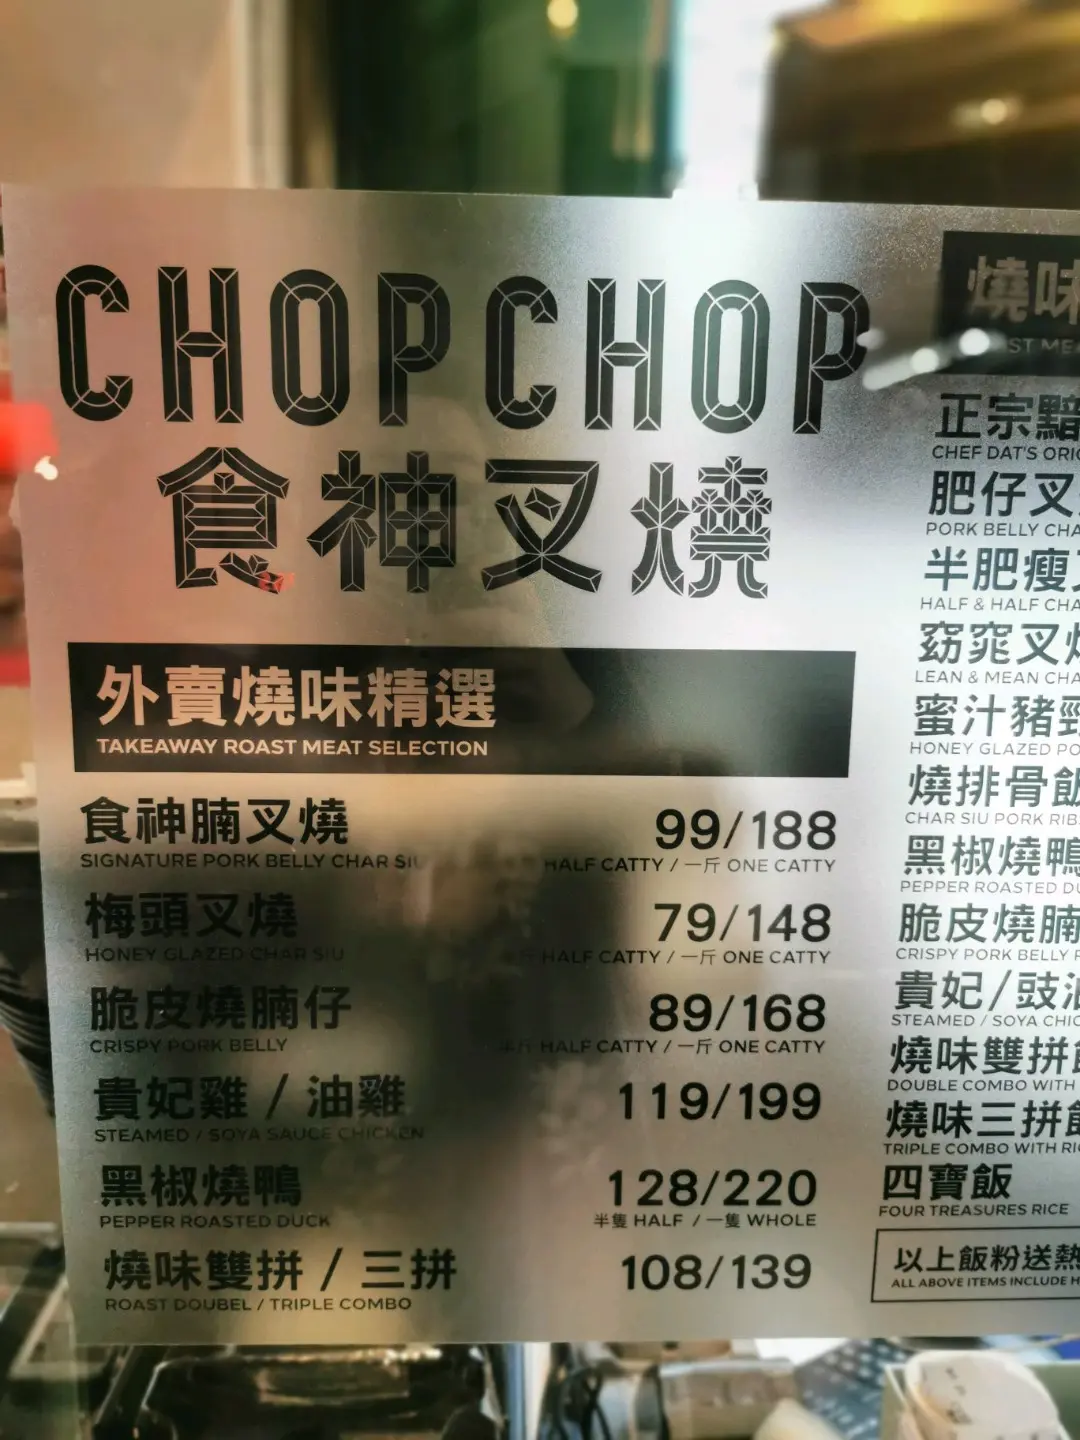 CHOP CHOP
食神叉燒
外賣燒味精選
TAKEAWAY ROAST MEAT SELECTION
食神腩叉燒 99/188
SIGNATURE PORK BELLY CHAR SIU HALF CATTY / 一斤 ONE CATTY
梅頭叉燒 79/148
HONEY GLAZED CHAR SIU 半斤 HALF CATTY / 一斤 ONE CATTY
脆皮燒腩仔 89/168
CRISPY PORK BELLY 半斤 HALF CATTY / 一斤 ONE CATTY
貴妃雞 / 油雞 119/199
STEAMED / SOYA SAUCE CHICKEN
黑椒燒鴨 128/220
PEPPER ROASTED DUCK 半隻 HALF / 一隻 WHOLE
燒味雙拼 / 三拼 108/139
ROAST DOUBEL / TRIPLE COMBO
燒味
正宗黯
CHEF DAT'S
肥仔叉
PORK BELLY
半肥瘦
HALF & HALF
窈窕叉
LEAN & MEAN
蜜汁豬
HONEY GLAZED
燒排骨飯
CHAR SIU PORK
黑椒燒鴨
PEPPER ROASTED
脆皮燒腩
CRISPY PORK BELLY
貴妃/豉
STEAMED / SOYA
燒味雙拼
DOUBLE COMBO WITH
燒味三拼
TRIPLE COMBO WITH
四寶飯
FOUR TREASURES RICE
以上飯粉送熱
ALL ABOVE ITEMS INCLUDE